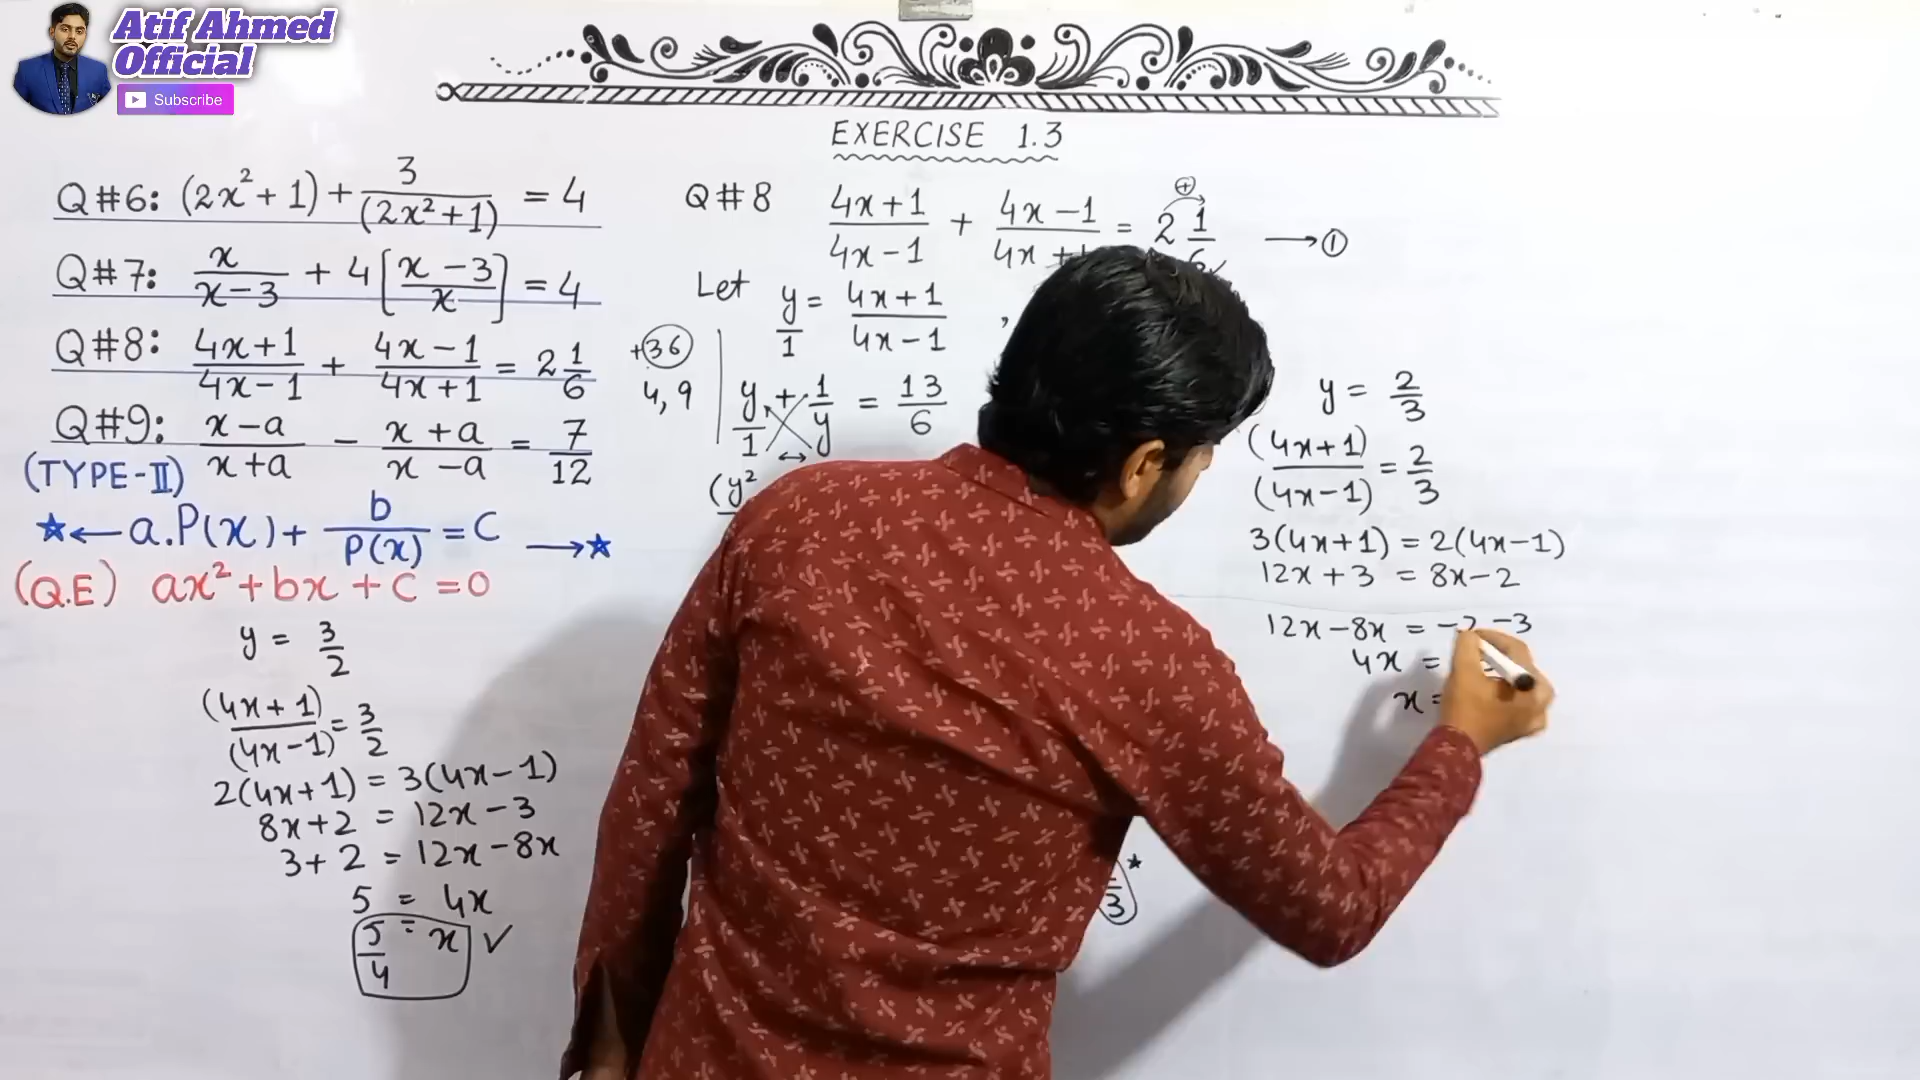 Atif Ahmed
Official
Subscribe
EXERCISE 1.3
Q#6: (2x²+1)+3/(2x²+1) = 4
Q#7: x/x-3 + 4[x-3/x] = 4
Q#8: 4x+1/4x-1 + 4x-1/4x+1 = 2 1/6
Q#9: x-a/x+a - x+a/x-a = 7/12
(TYPE-II)
★← a.P(x)+ b/P(x) = C →★
(Q.E) ax²+bx+c=0
y = 3/2
(4x+1)/(4x-1) = 3/2
2(4x+1) = 3(4x-1)
8x+2 = 12x-3
3+2 = 12x-8x
5 = 4x
5/4 = x ✓
Q#8 4x+1/4x-1 + 4x-1/4x+ = 2 1/6 → ①
Let y/1 = 4x+1/4x-1 ,
+36
4, 9
y/1 + 1/y = 13/6
(y²
3 *
y = 2/3
(4x+1)/(4x-1) = 2/3
3(4x+1) = 2(4x-1)
12x+3 = 8x-2
12x-8x = -2-3
4x =
x =